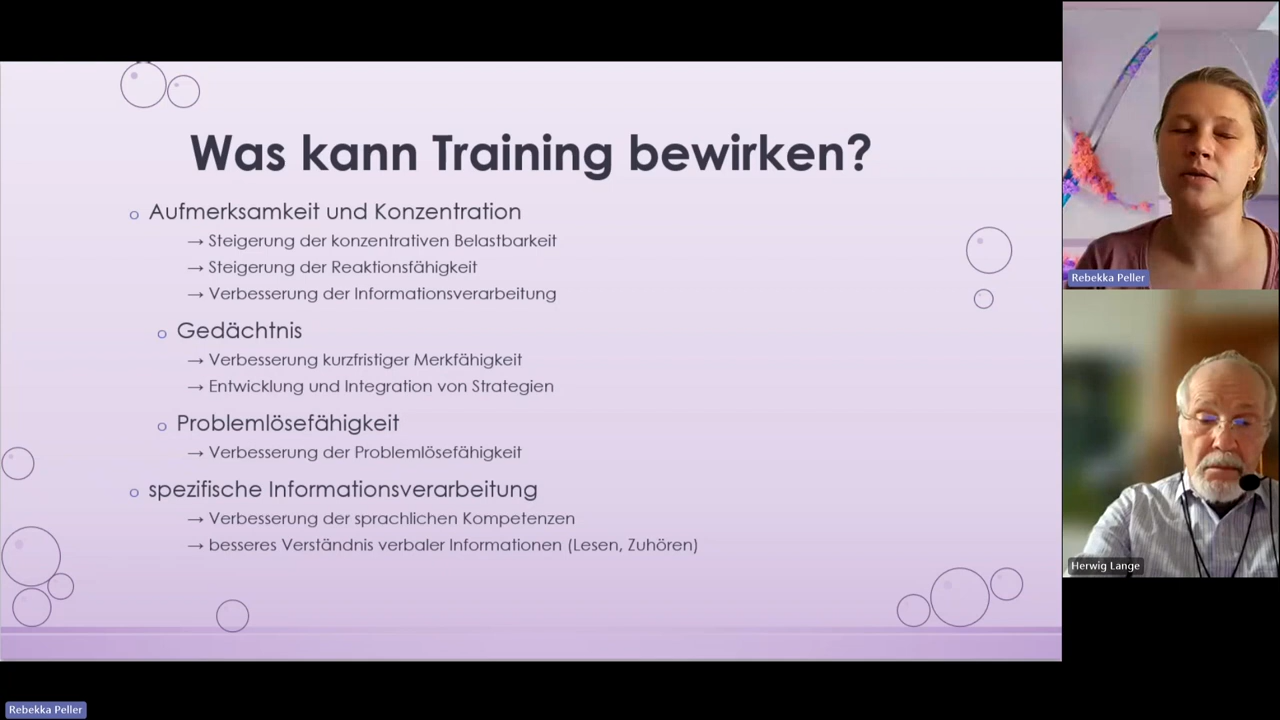 Was kann Training bewirken?
o Aufmerksamkeit und Konzentration
→ Steigerung der konzentrativen Belastbarkeit
→ Steigerung der Reaktionsfähigkeit
→ Verbesserung der Informationsverarbeitung
o Gedächtnis
→ Verbesserung kurzfristiger Merkfähigkeit
→ Entwicklung und Integration von Strategien
o Problemlösefähigkeit
→ Verbesserung der Problemlösefähigkeit
o spezifische Informationsverarbeitung
→ Verbesserung der sprachlichen Kompetenzen
→ besseres Verständnis verbaler Informationen (Lesen, Zuhören)
Rebekka Peller
Herwig Lange
Rebekka Peller